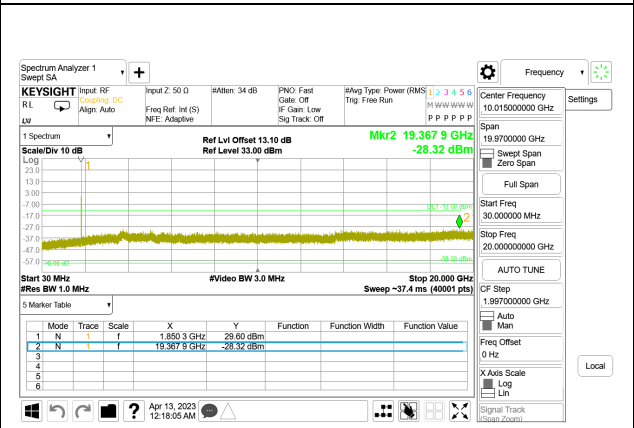 Spectrum Analyzer 1
Swept SA
Frequency
Settings
KEYSIGHT
Input: RF
Coupling: DC
Align: Auto
Input Z: 50 Ω
Freq Ref: Int (S)
NFE: Adaptive
#Atten: 34 dB
PNO: Fast
Gate: Off
IF Gain: Low
Sig Track: Off
#Avg Type: Power (RMS
Trig: Free Run
1 2 3 4 5 6
M W W W W W
P P P P P P
RL
LXI
1 Spectrum
Scale/Div 10 dB
Ref Lvl Offset 13.10 dB
Ref Level 33.00 dBm
Mkr2 19.367 9 GHz
-28.32 dBm
Log
23.0
13.0
3.00
-7.00
-17.0
-27.0
-37.0
-47.0
-57.0
1
2
DL1 -13.00 dBm
Start 30 MHz
#Video BW 3.0 MHz
Stop 20.000 GHz
#Res BW 1.0 MHz
Sweep ~37.4 ms (40001 pts)
5 Marker Table
Mode Trace Scale X Y Function Function Width Function Value
1 N 1 f 1.850 3 GHz 29.60 dBm
2 N 1 f 19.367 9 GHz -28.32 dBm
3
4
5
6
Center Frequency
10.015000000 GHz
Span
19.9700000 GHz
Swept Span
Zero Span
Full Span
Start Freq
30.000000 MHz
Stop Freq
20.000000000 GHz
AUTO TUNE
CF Step
1.997000000 GHz
Auto
Man
Freq Offset
0 Hz
X Axis Scale
Log
Lin
Signal Track
(Span Zoom)
Local
?
Apr 13, 2023
12:18:05 AM